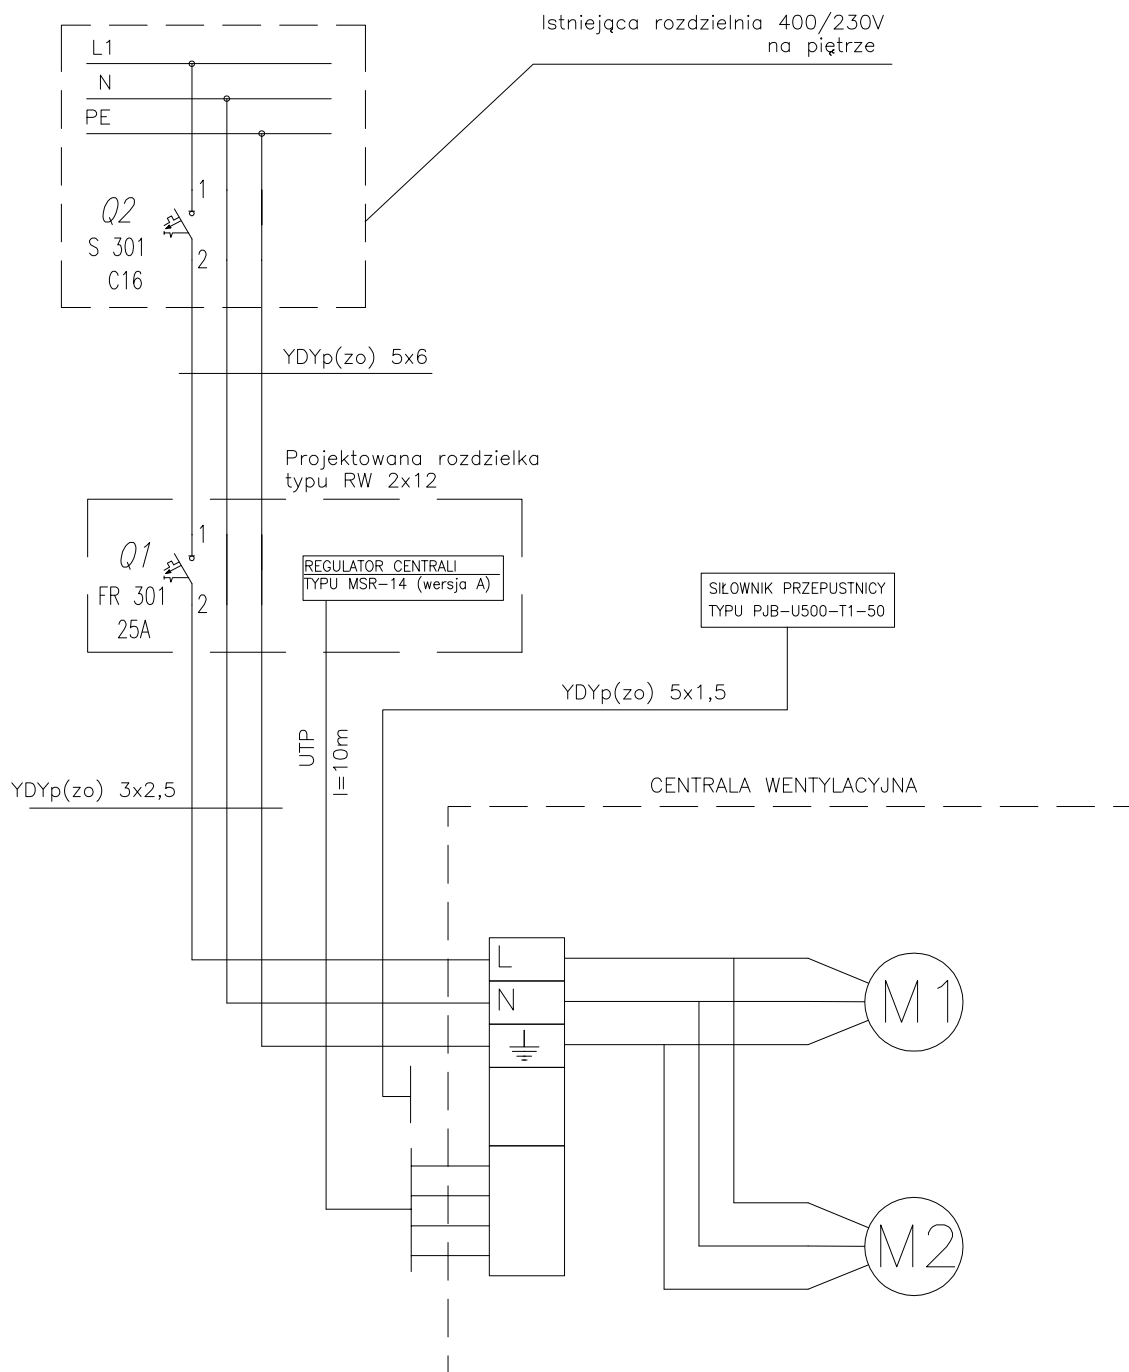 Istniejąca rozdzielnia 400/230V
na piętrze
L1
N
PE
1
Q2
S 301
2
C16
YDYp(zo) 5x6
Projektowana rozdzielka
typu RW 2x12
1
Q1
REGULATOR CENTRALI
TYPU MSR-14 (wersja A)
FR 301
2
25A
SIŁOWNIK PRZEPUSTNICY
TYPU PJB-U500-T1-50
YDYp(zo) 5x1,5
UTP
l=10m
YDYp(zo) 3x2,5
CENTRALA WENTYLACYJNA
L
N
M1
M2